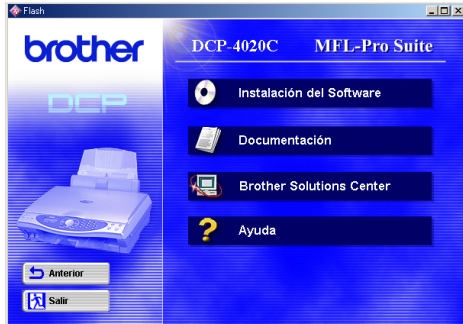 Flash
brother
DCP-4020C MFL-Pro Suite
DCP
Instalación del Software
Documentación
Brother Solutions Center
Ayuda
Anterior
Salir